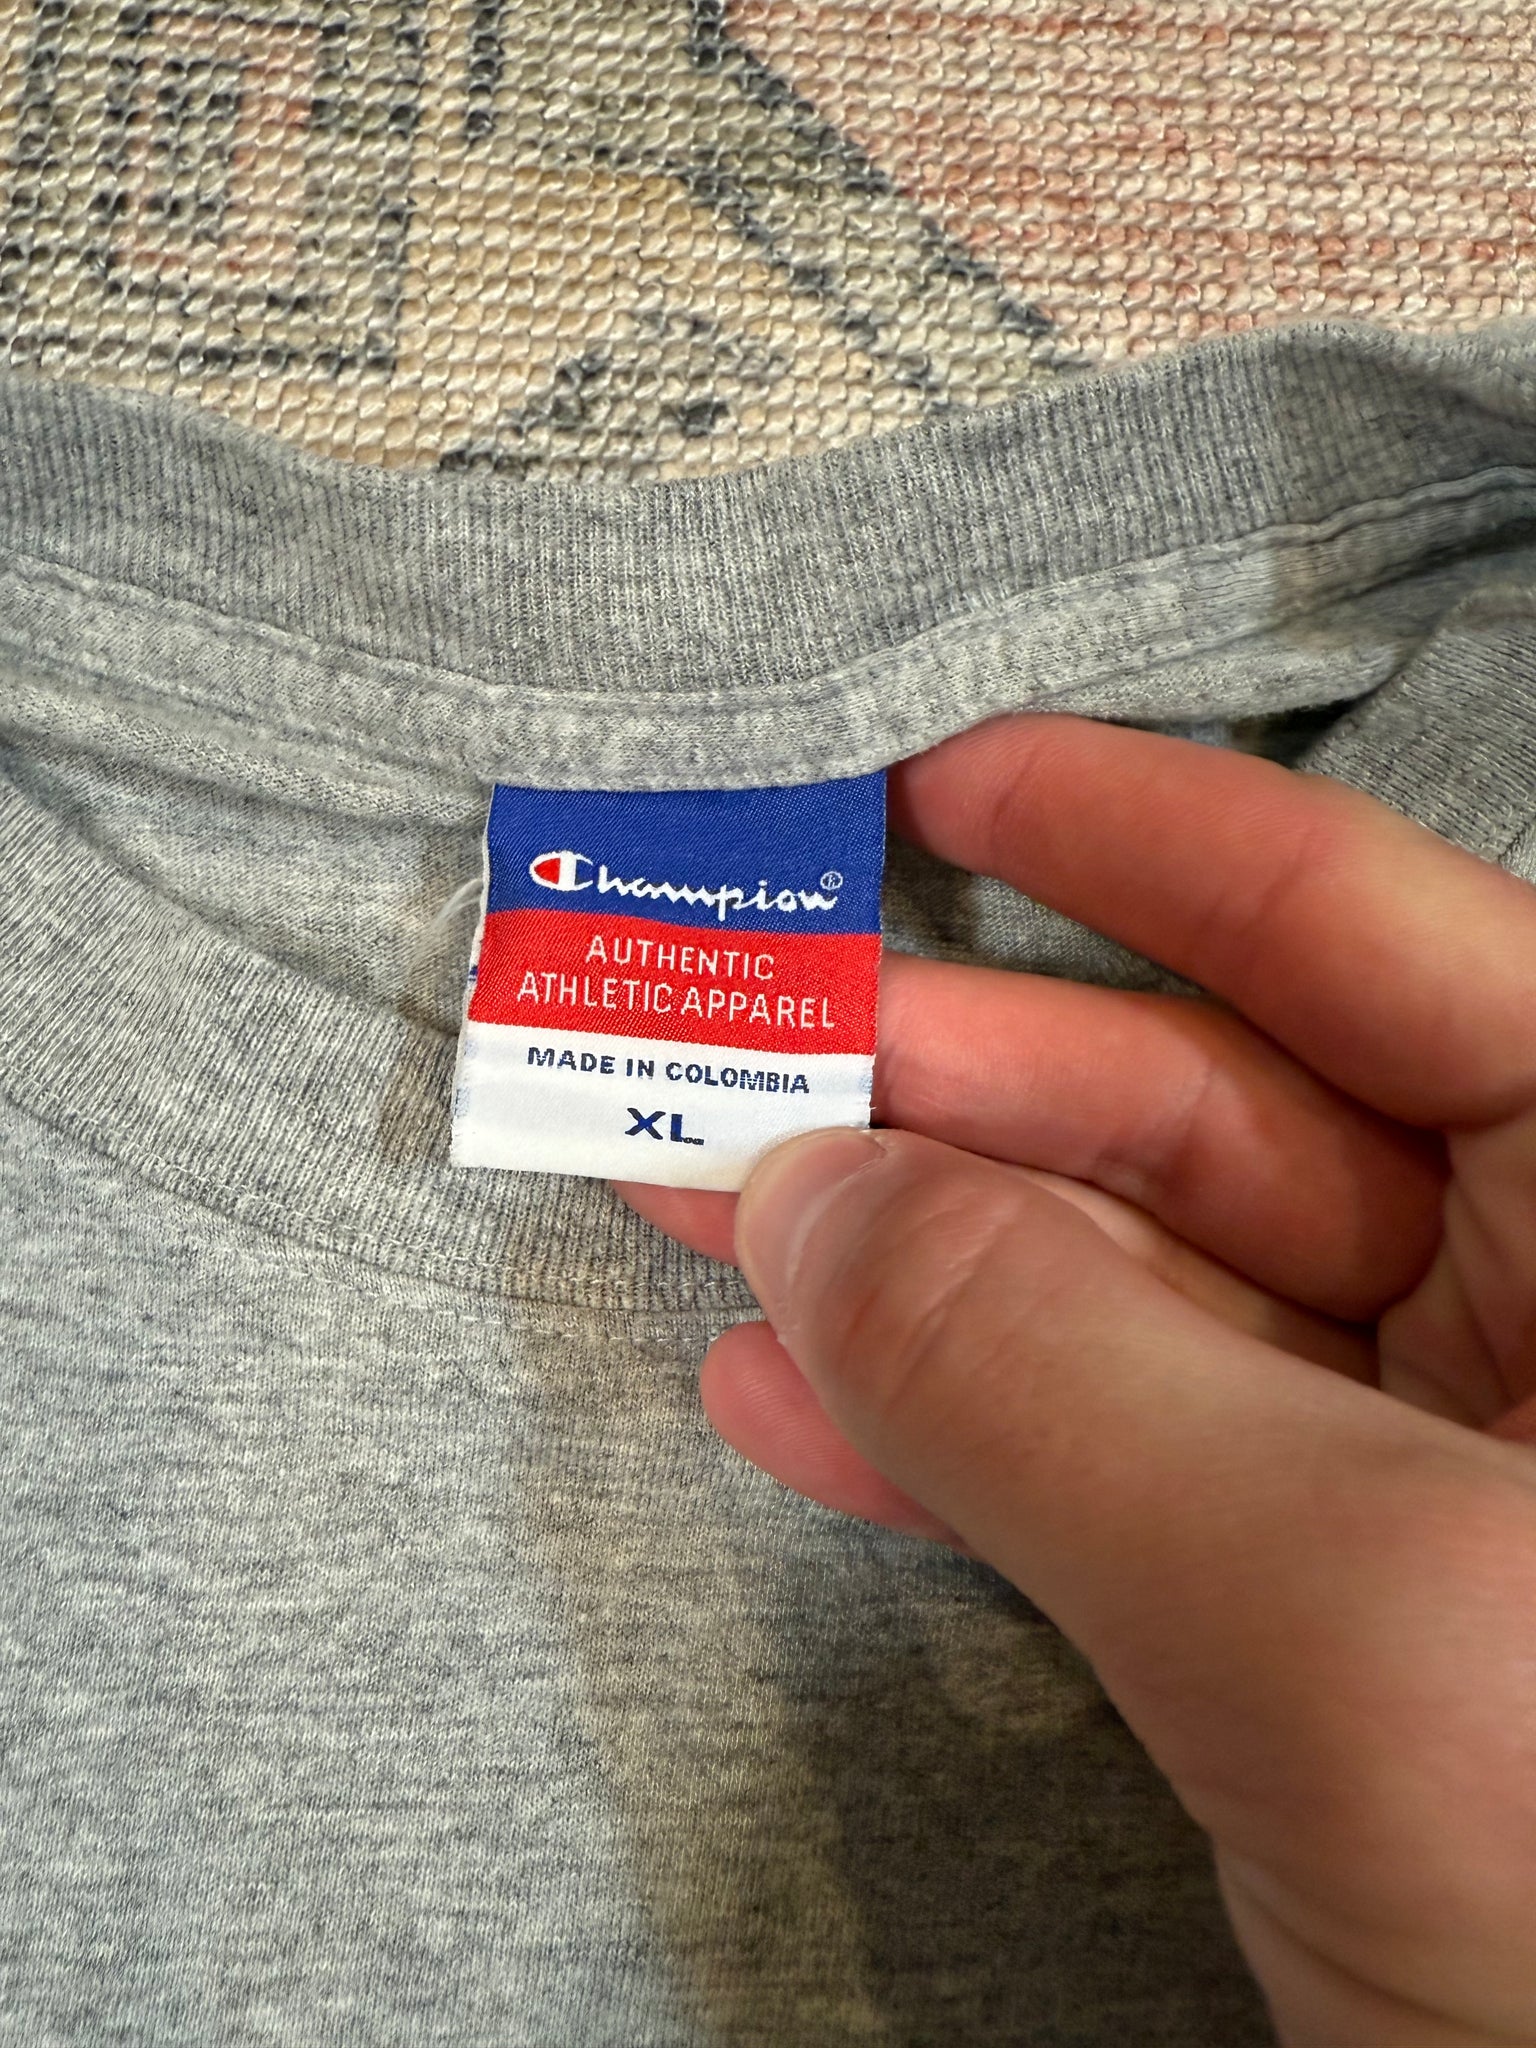 Champion®
AUTHENTIC
ATHLETIC APPAREL
MADE IN COLOMBIA
XL